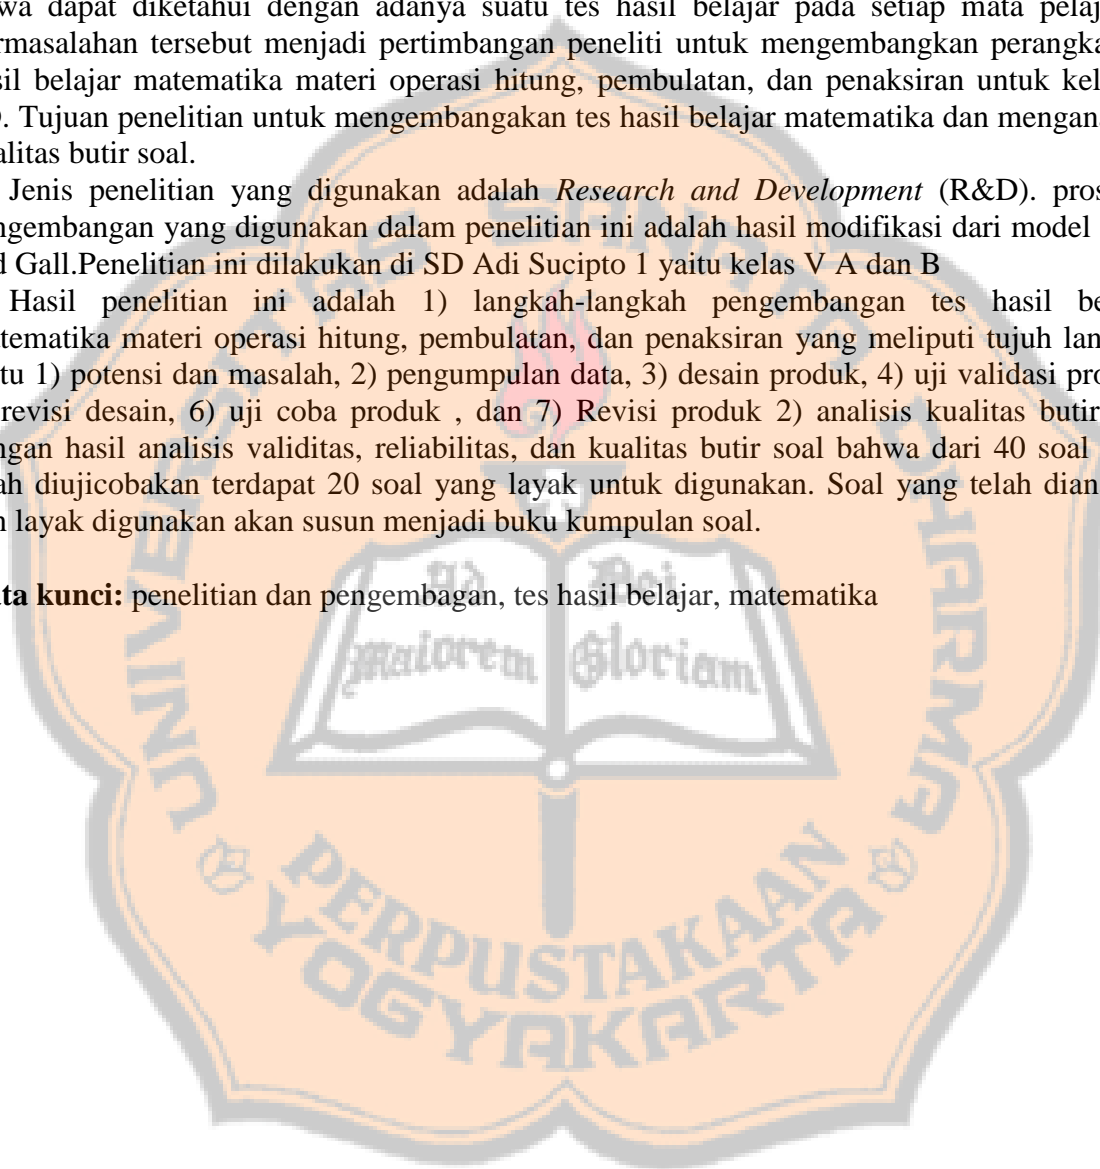 wa dapat diketahui dengan adanya suatu tes hasil belajar pada setiap mata pelaj
rmasalahan tersebut menjadi pertimbangan peneliti untuk mengembangkan perangka
sil belajar matematika materi operasi hitung, pembulatan, dan penaksiran untuk kel
. Tujuan penelitian untuk mengembangakan tes hasil belajar matematika dan mengana
alitas butir soal.
Jenis penelitian yang digunakan adalah Research and Development (R&D). pros
ngembangan yang digunakan dalam penelitian ini adalah hasil modifikasi dari model
d Gall.Penelitian ini dilakukan di SD Adi Sucipto 1 yaitu kelas V A dan B
Hasil penelitian ini adalah 1) langkah-langkah pengembangan tes hasil be
tematika materi operasi hitung, pembulatan, dan penaksiran yang meliputi tujuh lan
tu 1) potensi dan masalah, 2) pengumpulan data, 3) desain produk, 4) uji validasi pro
revisi desain, 6) uji coba produk , dan 7) Revisi produk 2) analisis kualitas butir
ngan hasil analisis validitas, reliabilitas, dan kualitas butir soal bahwa dari 40 soal
ah diujicobakan terdapat 20 soal yang layak untuk digunakan. Soal yang telah dian
n layak digunakan akan susun menjadi buku kumpulan soal.
ta kunci: penelitian dan pengembagan, tes hasil belajar, matematika
UNIVERSITAS SANATA DHARMA
Ad Dei
Maiorem Gloriam
PERPUSTAKAAN
YOGYAKARTA